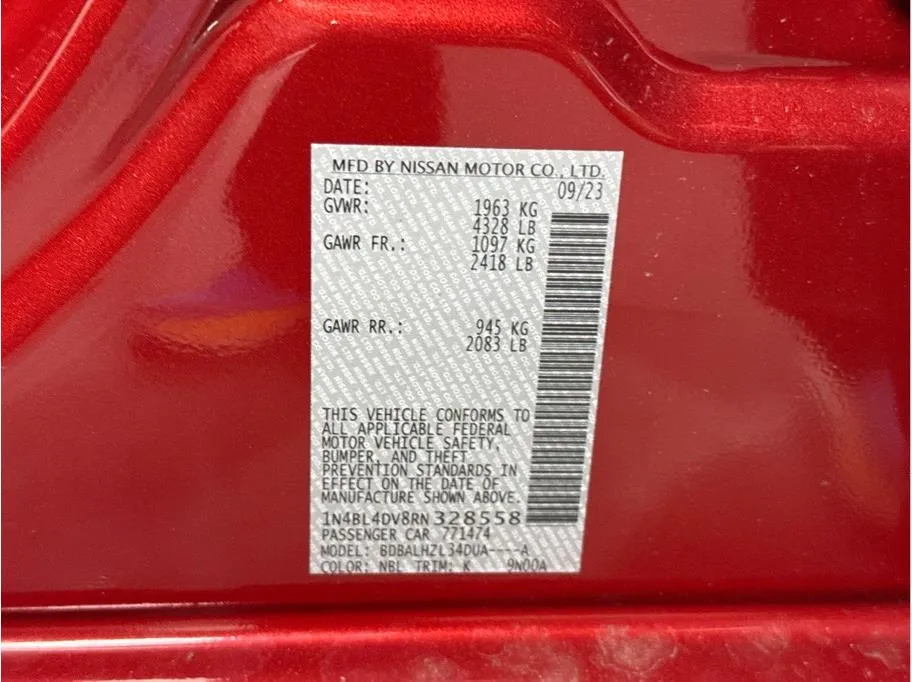 MFD BY NISSAN MOTOR CO., LTD.
DATE: 09/23
GVWR: 1963 KG
4328 LB
GAWR FR.: 1097 KG
2418 LB
GAWR RR.: 945 KG
2083 LB
THIS VEHICLE CONFORMS TO
ALL APPLICABLE FEDERAL
MOTOR VEHICLE SAFETY,
BUMPER, AND THEFT
PREVENTION STANDARDS IN
EFFECT ON THE DATE OF
MANUFACTURE SHOWN ABOVE.
1N4BL4DV8RN328558
PASSENGER CAR 771474
MODEL: BDBALHZL34DUA----A
COLOR: NBL TRIM: K 9N00A